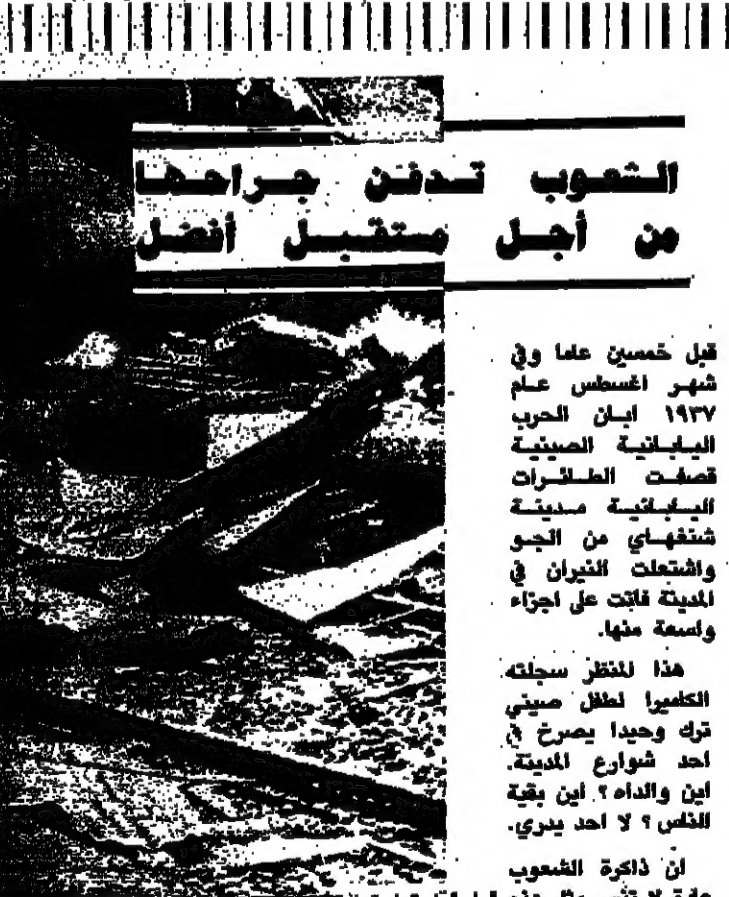 الشعوب تدفن جراحها
من أجل مستقبل أفضل
قبل خمسين عاما وفي
شهر اغسطس عام
١٩٣٧ ابان الحرب
اليابانية الصينية
قصفت الطائرات
اليابانية مدينة
شنغهاي من الجو
واشتعلت النيران في
المدينة فاتت على اجزاء
واسعة منها.
هذا المنظر سجلته
الكاميرا لطفل صيني
ترك وحيدا يصرخ في
احد شوارع المدينة.
اين والداه ؟ اين بقية
الناس ؟ لا احد يدري.
ان ذاكرة الشعوب